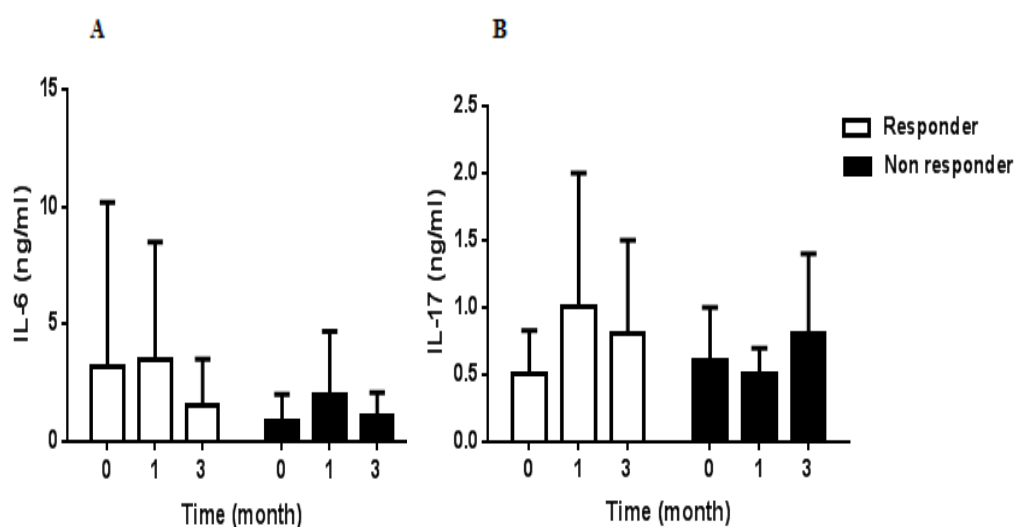 A
15
10
5
0
IL-6 (ng/ml)
0 1 3 0 1 3
Time (month)
B
2.5
2.0
1.5
1.0
0.5
0.0
IL-17 (ng/ml)
0 1 3 0 1 3
Time (month)
Responder
Non responder